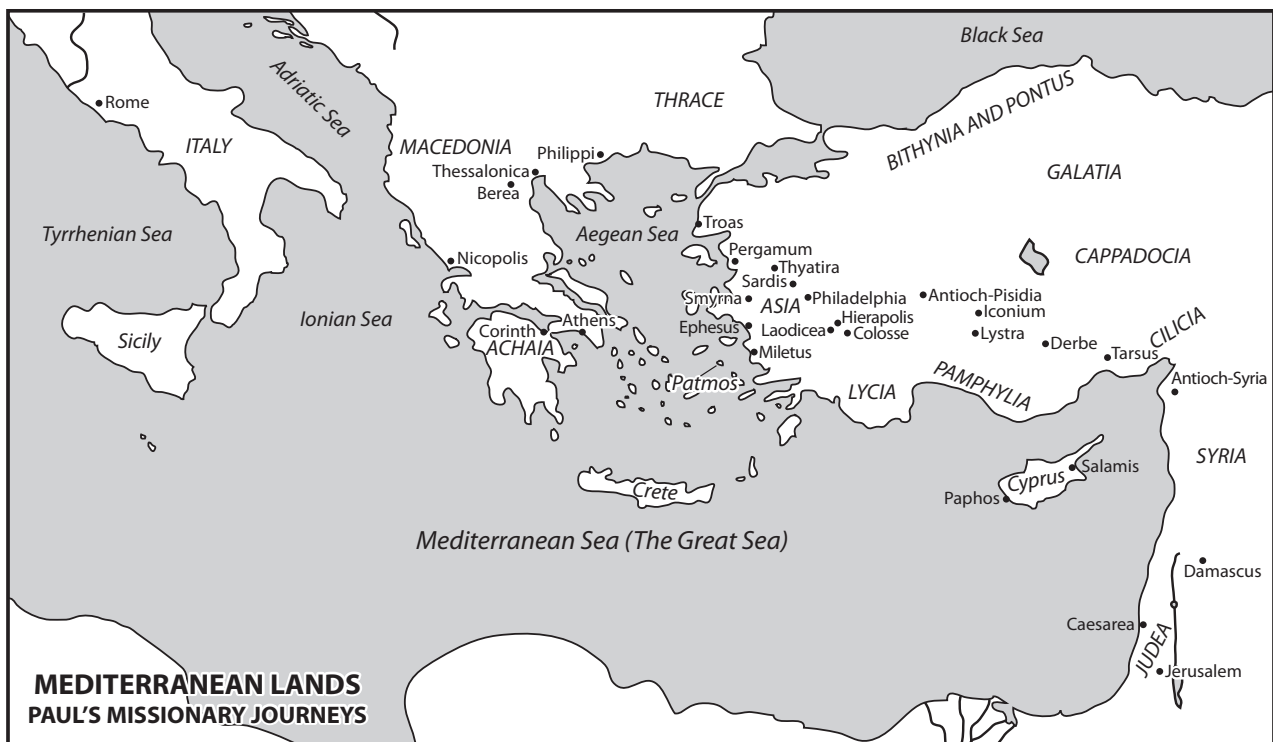 Black Sea
Adriatic Sea
Rome
THRACE
BITHYNIA AND PONTUS
ITALY
MACEDONIA
Philippi
Thessalonica
Berea
GALATIA
Troas
Tyrrhenian Sea
Aegean Sea
Pergamum
CAPPADOCIA
Nicopolis
Thyatira
Sardis
Smyrna
ASIA
Philadelphia
Antioch-Pisidia
Iconium
Ionian Sea
Hierapolis
Sicily
Corinth
Athens
Ephesus
Laodicea
Colosse
Lystra
CILICIA
ACHAIA
Derbe
Miletus
Tarsus
Patmos
LYCIA
PAMPHYLIA
Antioch-Syria
SYRIA
Salamis
Cyprus
Crete
Paphos
Mediterranean Sea (The Great Sea)
Damascus
Caesarea
JUDEA
Jerusalem
MEDITERRANEAN LANDS
PAUL'S MISSIONARY JOURNEYS